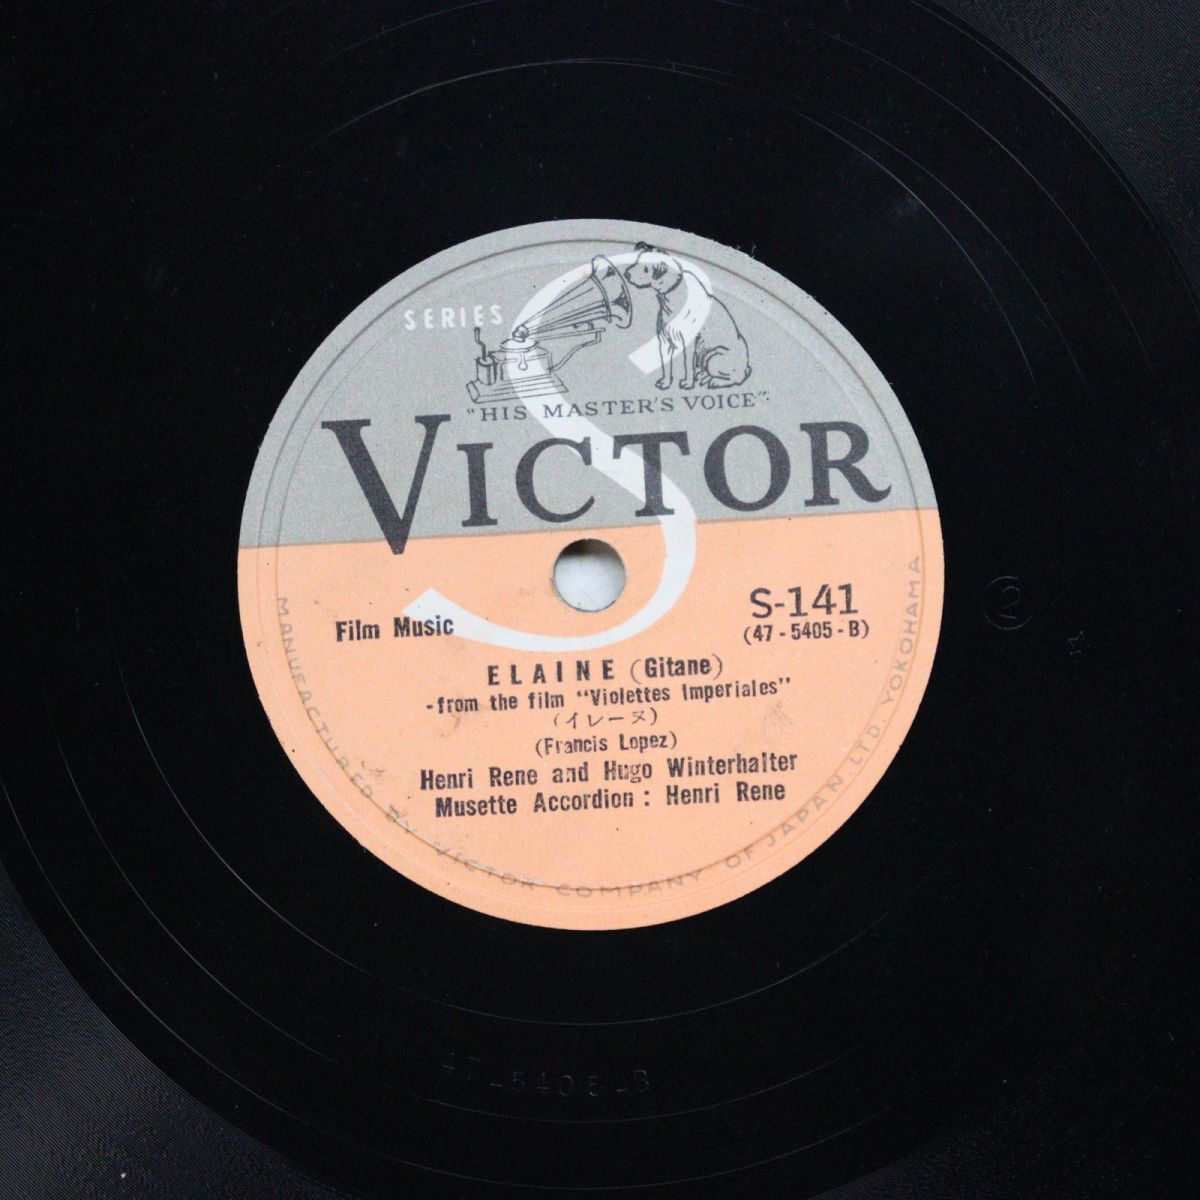 SERIES
S
"HIS MASTER'S VOICE"
VICTOR
S-141
Film Music
(47-5405-B)
ELAINE (Gitane)
-from the film "Violettes Imperiales"
(イレーヌ)
(Francis Lopez)
Henri Rene and Hugo Winterhalter
Musette Accordion : Henri Rene
MANUFACTURED BY VICTOR COMPANY OF JAPAN. LTD. YOKOHAMA
2
47-5405-B